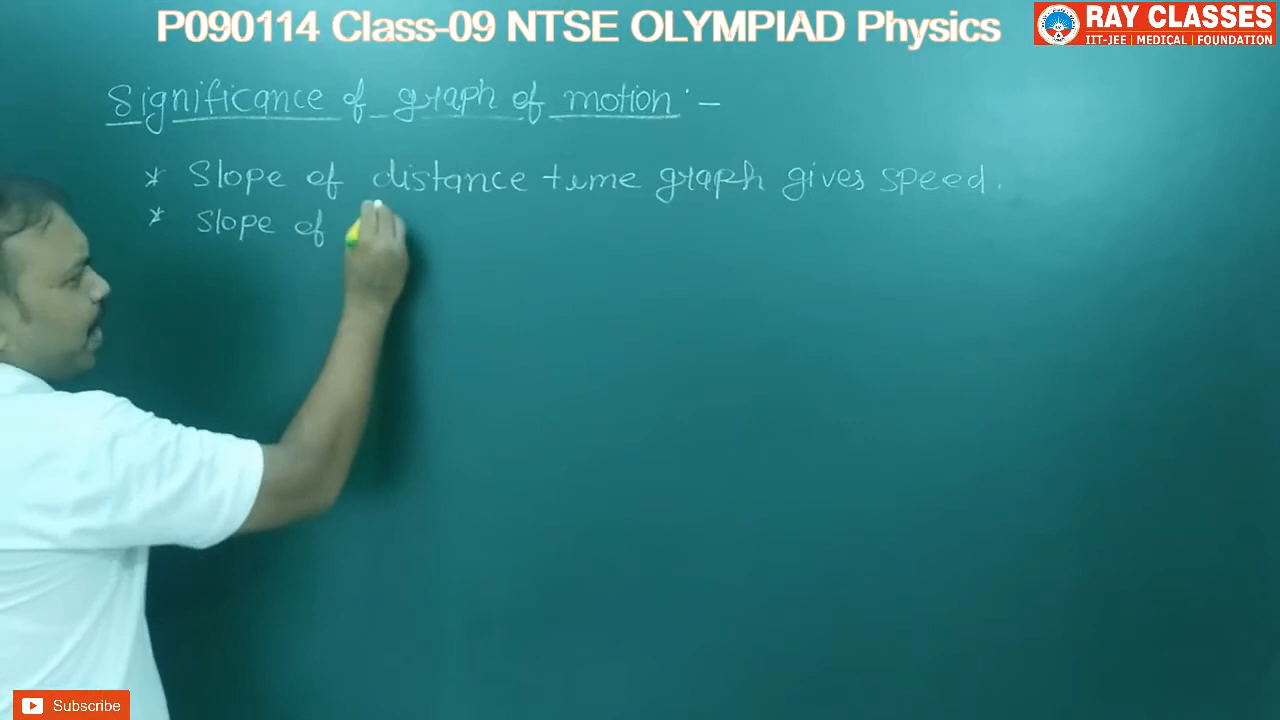 P090114 Class-09 NTSE OLYMPIAD Physics
RAY CLASSES
IIT-JEE | MEDICAL | FOUNDATION
Significance of graph of motion :-
* Slope of distance time graph gives speed.
* Slope of
Subscribe